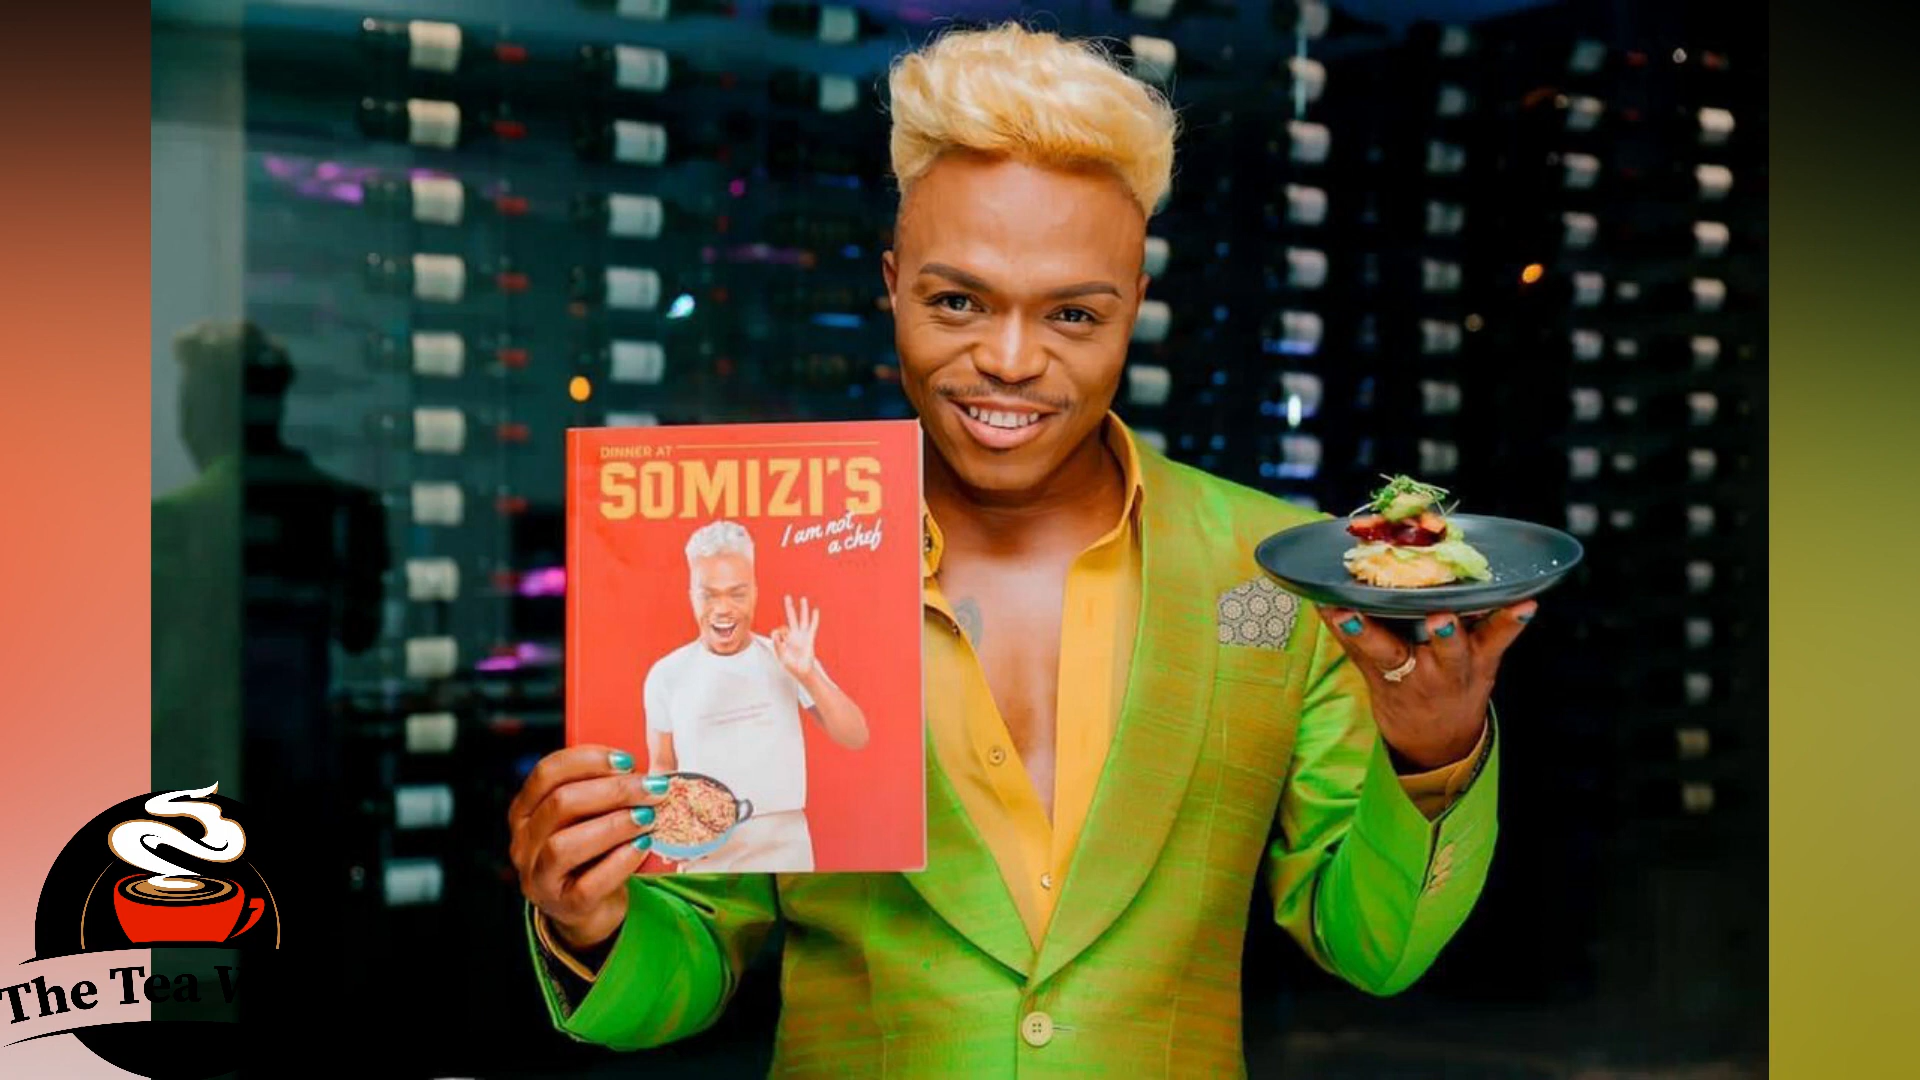 DINNER AT
SOMIZI'S
I am not
a chef
The Tea